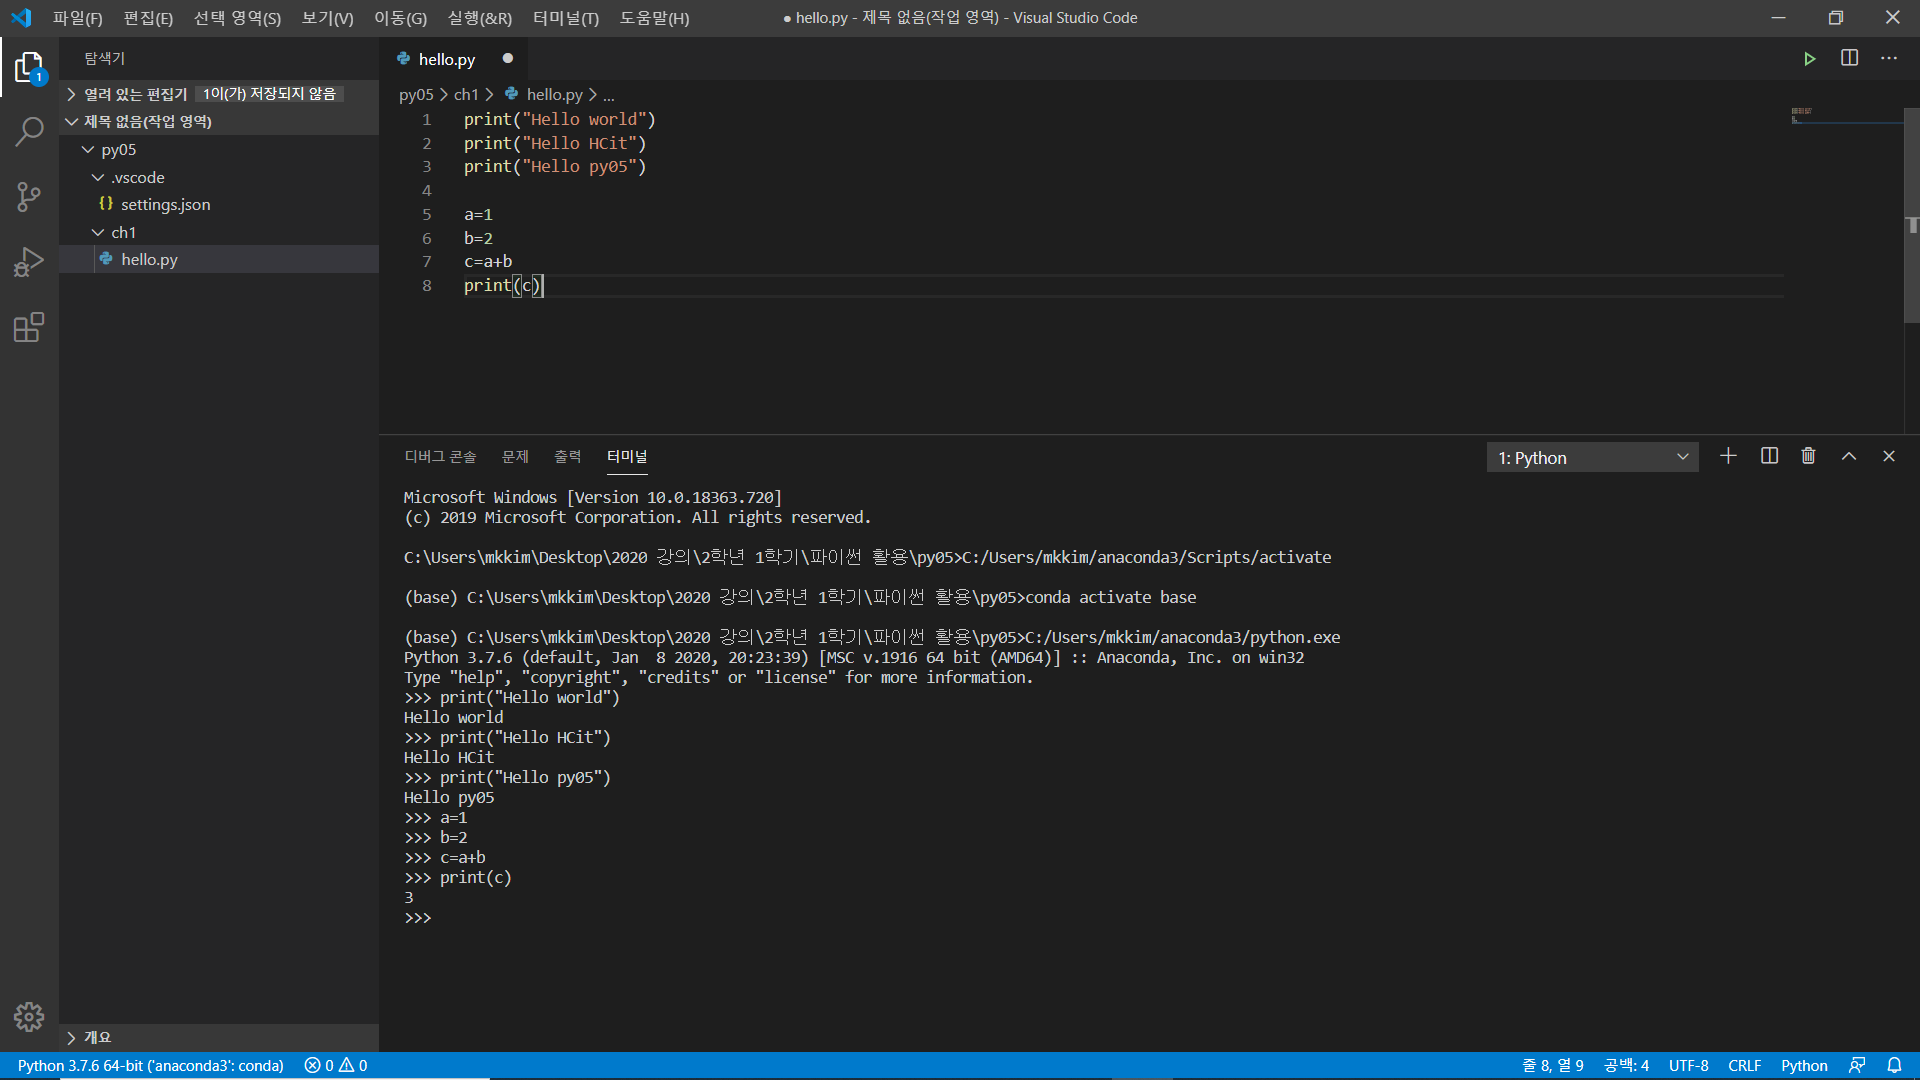 파일(F) 편집(E) 선택 영역(S) 보기(V) 이동(G) 실행(&R) 터미널(T) 도움말(H) ● hello.py - 제목 없음(작업 영역) - Visual Studio Code
탐색기
1
열려 있는 편집기 1이(가) 저장되지 않음
제목 없음(작업 영역)
py05
.vscode
{} settings.json
ch1
hello.py
개요
hello.py ●
py05 > ch1 > hello.py > ...
1 print("Hello world")
2 print("Hello HCit")
3 print("Hello py05")
4
5 a=1
6 b=2
7 c=a+b
8 print(c)
디버그 콘솔 문제 출력 터미널 1: Python
Microsoft Windows [Version 10.0.18363.720]
(c) 2019 Microsoft Corporation. All rights reserved.
C:\Users\mkkim\Desktop\2020 강의\2학년 1학기\파이썬 활용\py05>C:/Users/mkkim/anaconda3/Scripts/activate
(base) C:\Users\mkkim\Desktop\2020 강의\2학년 1학기\파이썬 활용\py05>conda activate base
(base) C:\Users\mkkim\Desktop\2020 강의\2학년 1학기\파이썬 활용\py05>C:/Users/mkkim/anaconda3/python.exe
Python 3.7.6 (default, Jan  8 2020, 20:23:39) [MSC v.1916 64 bit (AMD64)] :: Anaconda, Inc. on win32
Type "help", "copyright", "credits" or "license" for more information.
>>> print("Hello world")
Hello world
>>> print("Hello HCit")
Hello HCit
>>> print("Hello py05")
Hello py05
>>> a=1
>>> b=2
>>> c=a+b
>>> print(c)
3
>>>
Python 3.7.6 64-bit ('anaconda3': conda) 0 0 줄 8, 열 9 공백: 4 UTF-8 CRLF Python